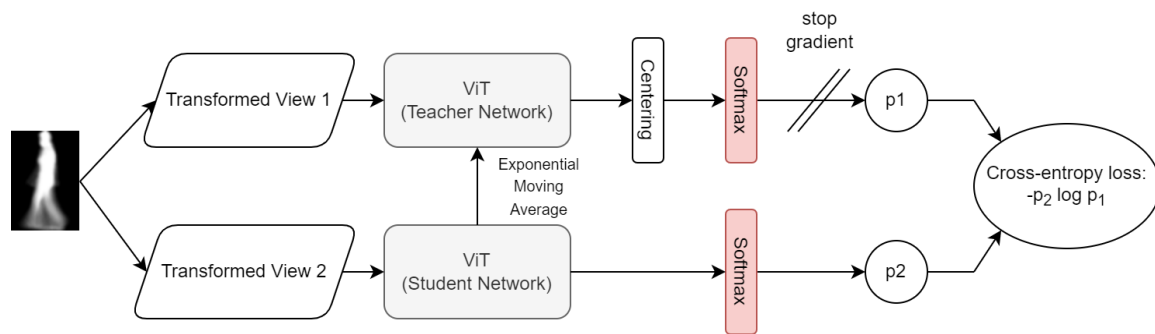 stop
gradient
Transformed View 1
ViT
(Teacher Network)
Centering
Softmax
p1
Exponential
Moving
Average
Cross-entropy loss:
-p₂ log p₁
Transformed View 2
ViT
(Student Network)
Softmax
p2